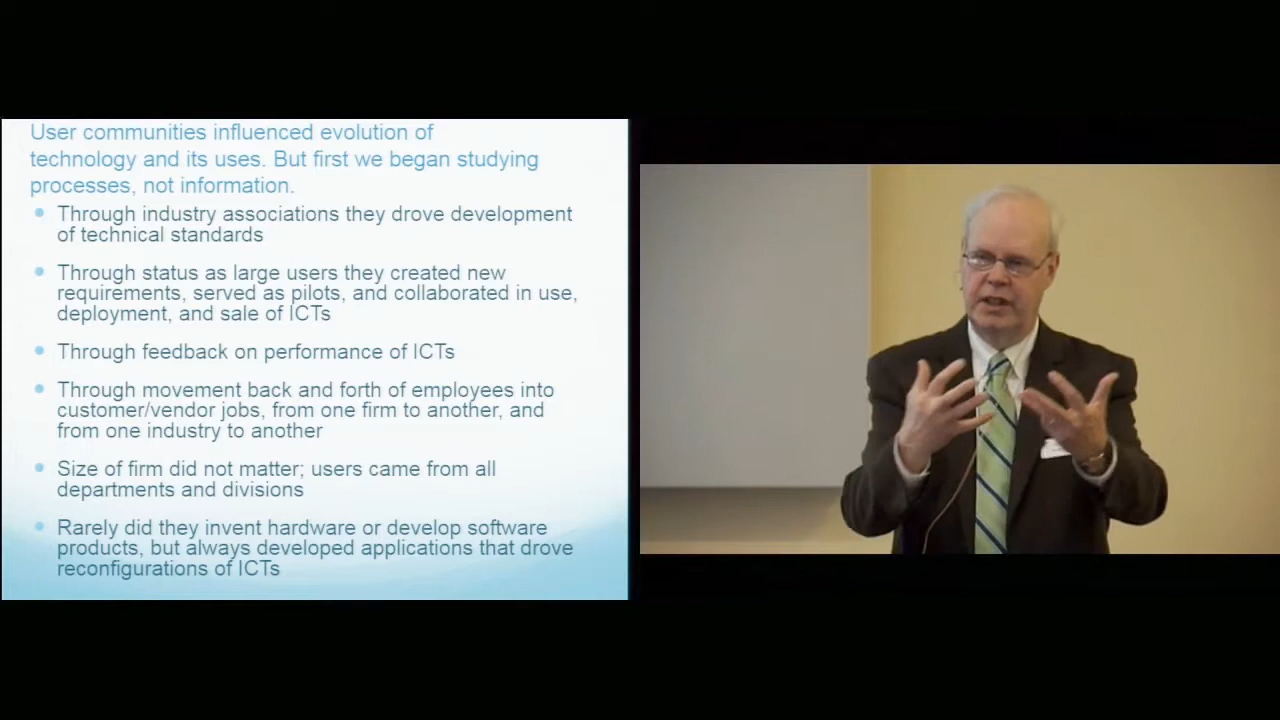 User communities influenced evolution of
technology and its uses. But first we began studying
processes, not information.
Through industry associations they drove development
of technical standards
Through status as large users they created new
requirements, served as pilots, and collaborated in use,
deployment, and sale of ICTs
Through feedback on performance of ICTs
Through movement back and forth of employees into
customer/vendor jobs, from one firm to another, and
from one industry to another
Size of firm did not matter; users came from all
departments and divisions
Rarely did they invent hardware or develop software
products, but always developed applications that drove
reconfigurations of ICTs